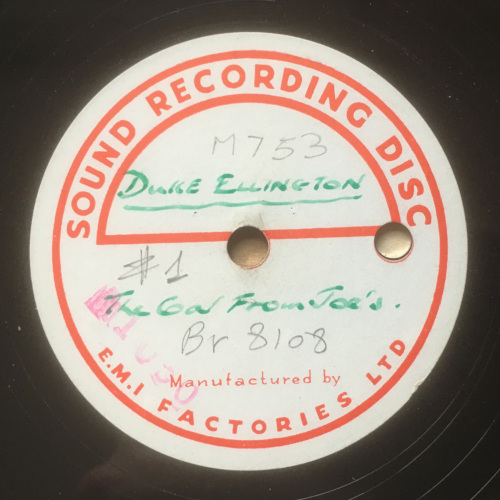 SOUND RECORDING DISC
M753
DUKE ELLINGTON
#1
The Gal From Joe's.
Br 8108
Manufactured by
E.M.I FACTORIES LTD